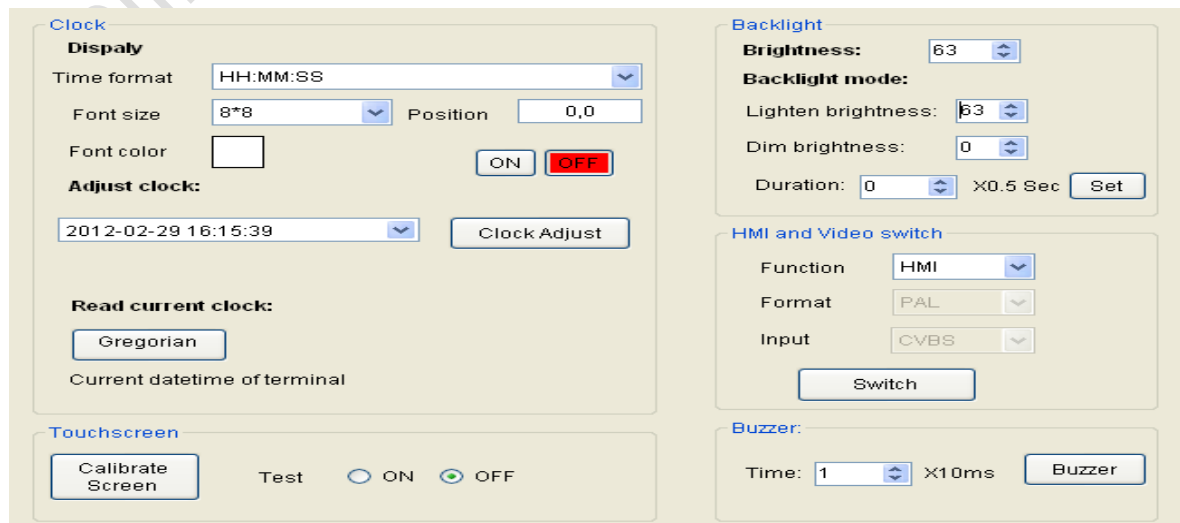 Clock
Dispaly
Time format HH:MM:SS
Font size 8*8 Position 0,0
Font color
ON OFF
Adjust clock:
2012-02-29 16:15:39 Clock Adjust
Read current clock:
Gregorian
Current datetime of terminal
Touchscreen
Calibrate
Screen
Test ON OFF
Backlight
Brightness: 63
Backlight mode:
Lighten brightness: 63
Dim brightness: 0
Duration: 0 X0.5 Sec Set
HMI and Video switch
Function HMI
Format PAL
Input CVBS
Switch
Buzzer:
Time: 1 X10ms Buzzer